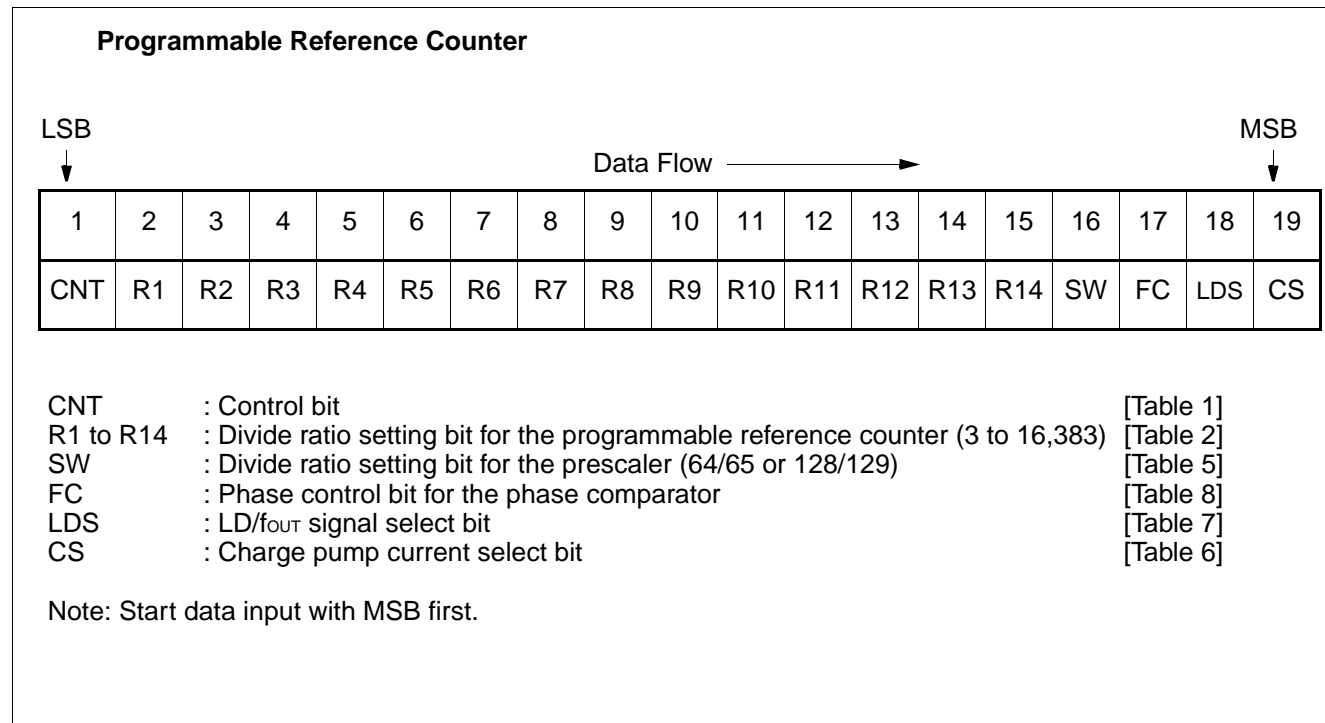 Programmable Reference Counter
LSB MSB
Data Flow
1 2 3 4 5 6 7 8 9 10 11 12 13 14 15 16 17 18 19
CNT R1 R2 R3 R4 R5 R6 R7 R8 R9 R10 R11 R12 R13 R14 SW FC LDS CS
CNT : Control bit [Table 1]
R1 to R14 : Divide ratio setting bit for the programmable reference counter (3 to 16,383) [Table 2]
SW : Divide ratio setting bit for the prescaler (64/65 or 128/129) [Table 5]
FC : Phase control bit for the phase comparator [Table 8]
LDS : LD/fOUT signal select bit [Table 7]
CS : Charge pump current select bit [Table 6]
Note: Start data input with MSB first.